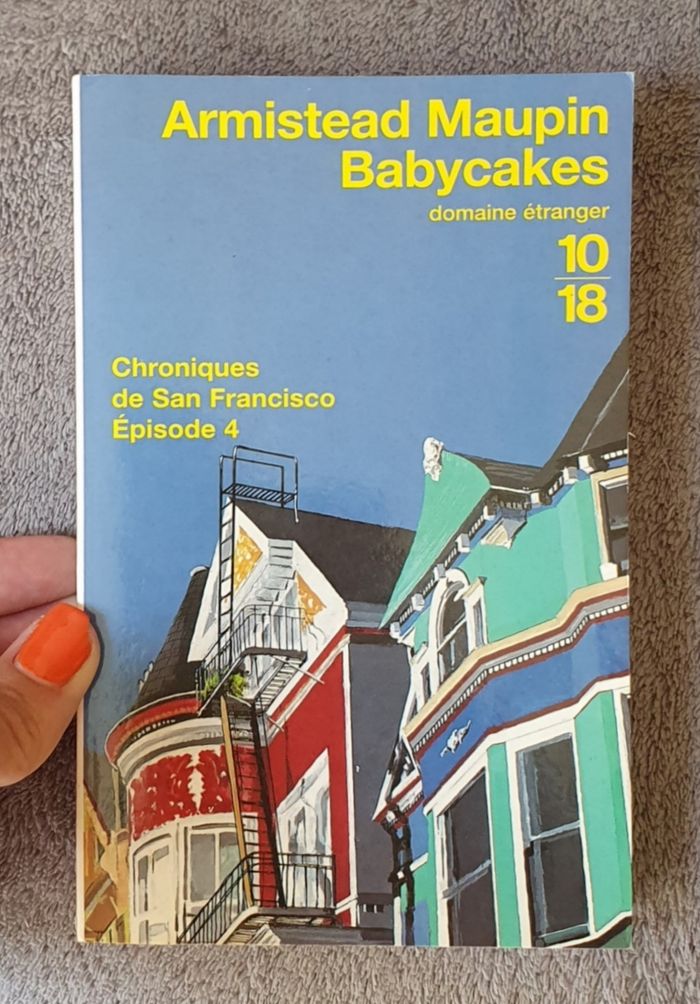 Armistead Maupin
Babycakes
domaine étranger
10
18
Chroniques
de San Francisco
Épisode 4